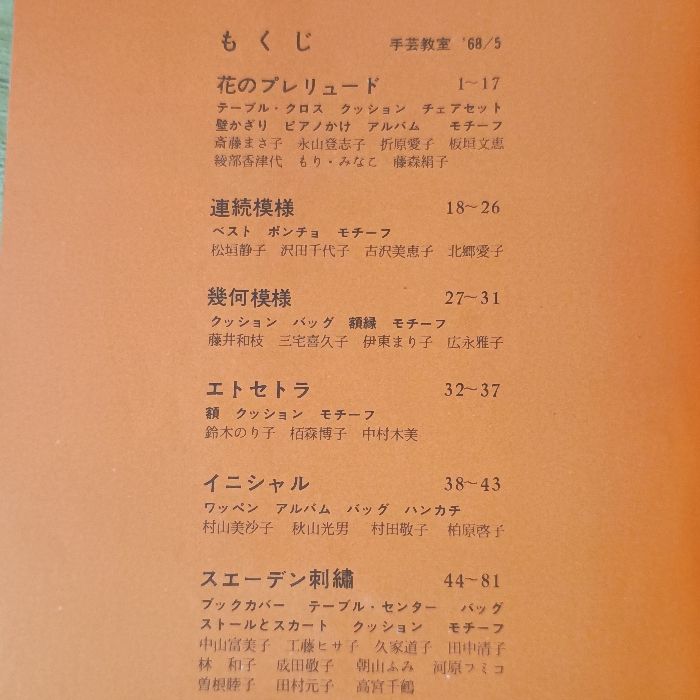 もくじ 手芸教室 '68/5
花のプレリュード 1〜17
テーブル・クロス クッション チェアセット
壁かざり ピアノかけ アルバム モチーフ
斎藤まさ子 永山登志子 折原愛子 板垣文恵
綾部香津代 もり・みなこ 藤森絹子
連続模様 18〜26
ベスト ポンチョ モチーフ
松垣静子 沢田千代子 古沢美恵子 北郷愛子
幾何模様 27〜31
クッション バッグ 額縁 モチーフ
藤井和枝 三宅喜久子 伊東まり子 広永雅子
エトセトラ 32〜37
額 クッション モチーフ
鈴木のり子 栢森博子 中村木美
イニシャル 38〜43
ワッペン アルバム バッグ ハンカチ
村山美沙子 秋山光男 村田敬子 柏原啓子
スエーデン刺繡 44〜81
ブックカバー テーブル・センター バッグ
ストールとスカート クッション モチーフ
中山富美子 工藤ヒサ子 久家道子 田中清子
林 和子 成田敬子 朝山ふみ 河原フミコ
曽根睦子 田村元子 高宮千鶴